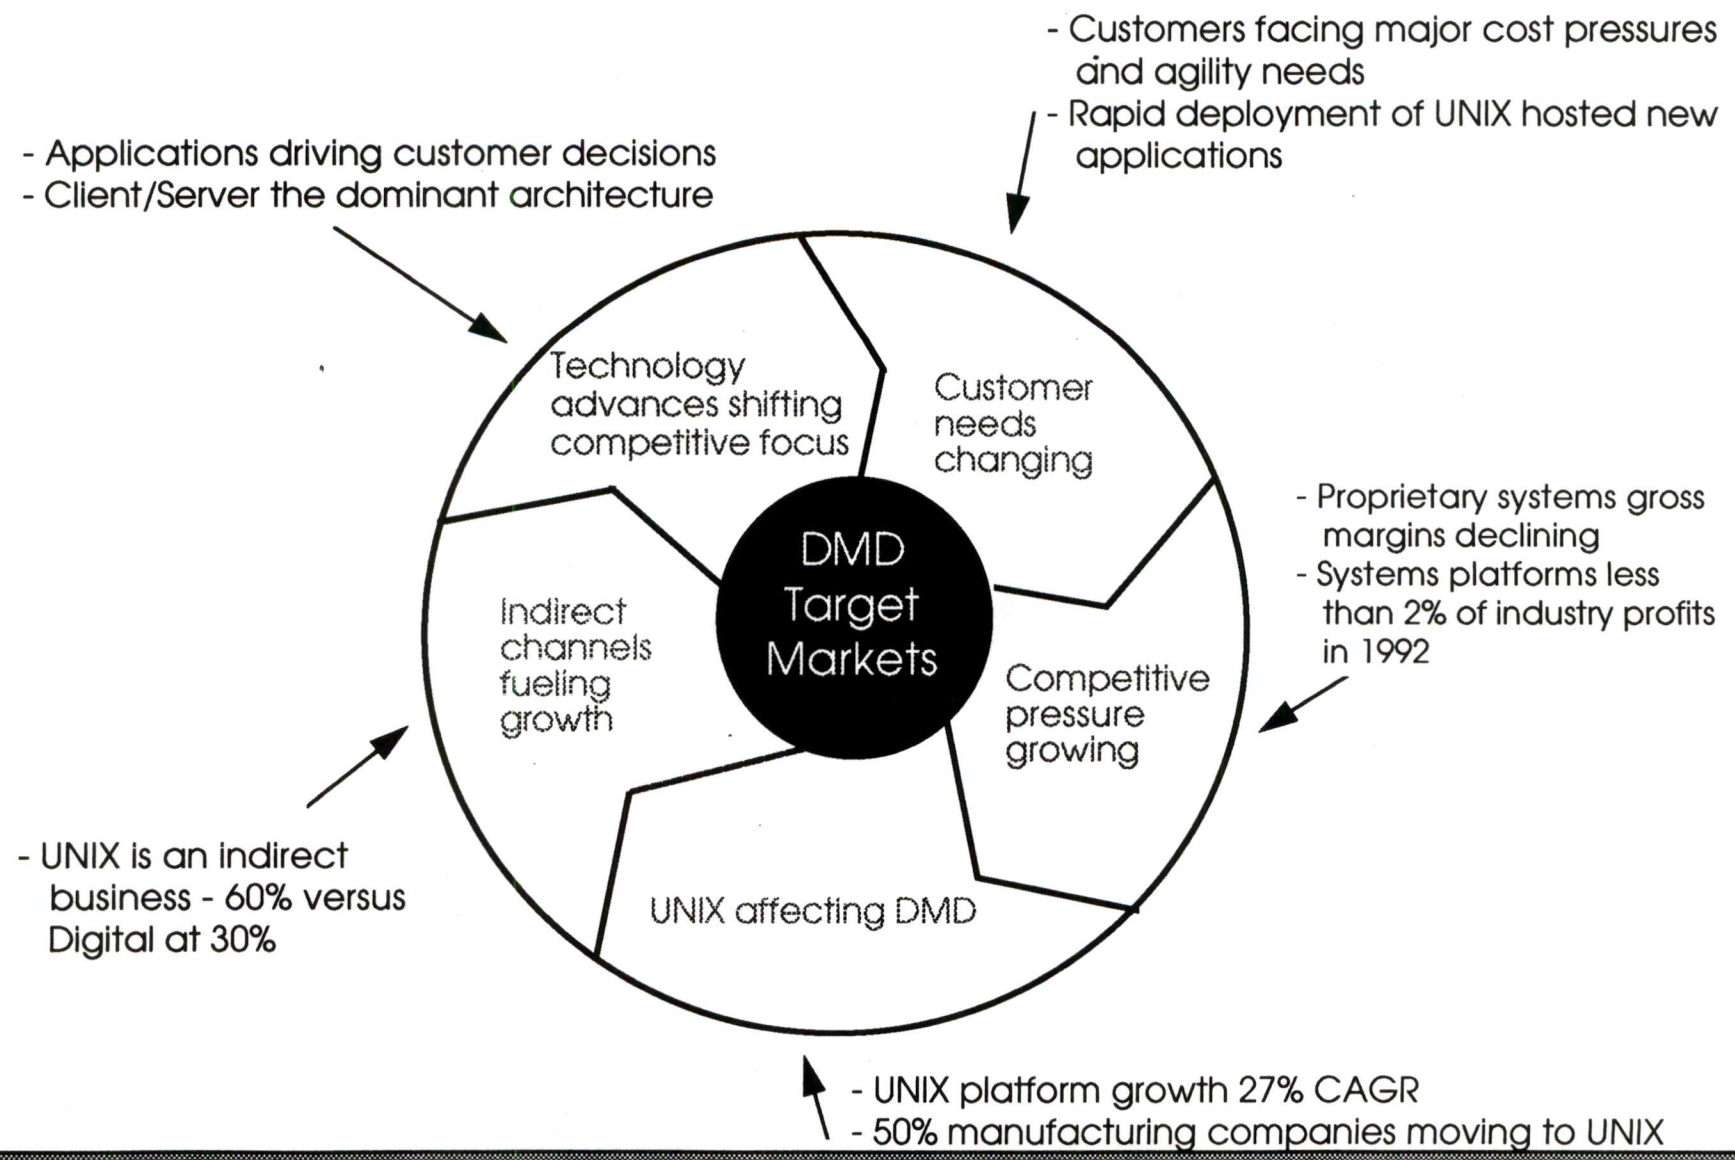 - Customers facing major cost pressures
and agility needs
- Rapid deployment of UNIX hosted new
applications
- Applications driving customer decisions
- Client/Server the dominant architecture
Technology
advances shifting
competitive focus
Customer
needs
changing
- Proprietary systems gross
margins declining
- Systems platforms less
than 2% of industry profits
in 1992
DMD
Target
Markets
Indirect
channels
fueling
growth
Competitive
pressure
growing
- UNIX is an indirect
business - 60% versus
Digital at 30%
UNIX affecting DMD
- UNIX platform growth 27% CAGR
- 50% manufacturing companies moving to UNIX